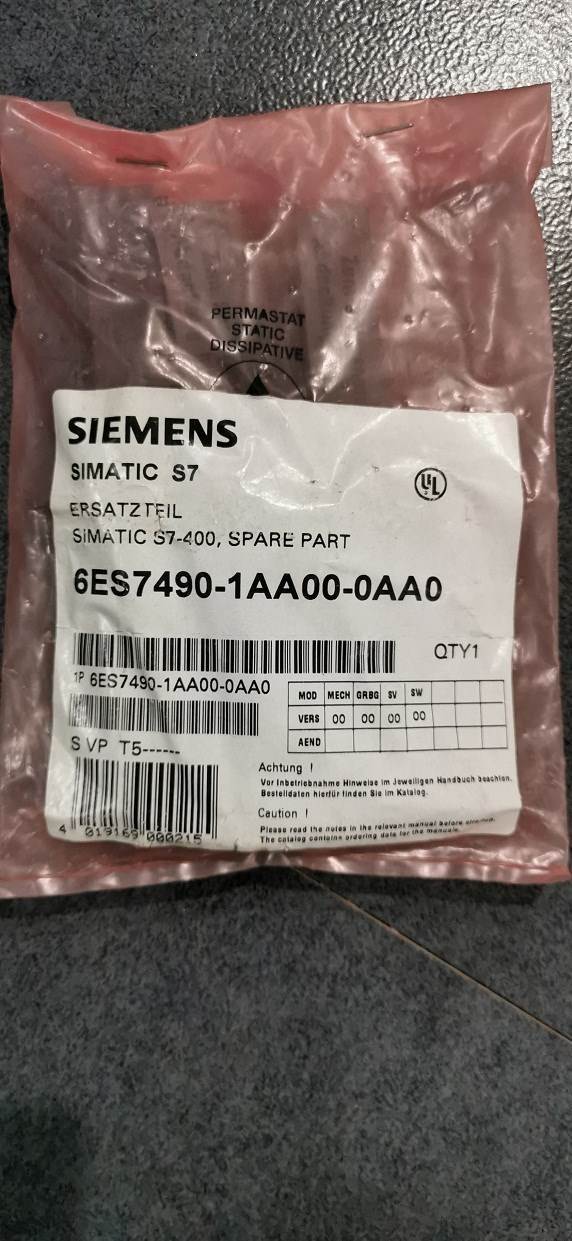 PERMASTAT
STATIC
DISSIPATIVE
SIEMENS
SIMATIC S7
UL
ERSATZTEIL
SIMATIC S7-400, SPARE PART
6ES7490-1AA00-0AA0
QTY1
1P 6ES7490-1AA00-0AA0
MOD MECH GRBG SV SW
VERS 00 00 00 00
AEND
S VP T5------
Achtung !
Vor Inbetriebnahme Hinweise im Jeweiligen Handbuch beachten.
Bestelldaten hierfür finden Sie im Katalog.
Caution !
Please read the notes in the relevant manual before
The catalog contains ordering data for the manuals.
4 019169 000215